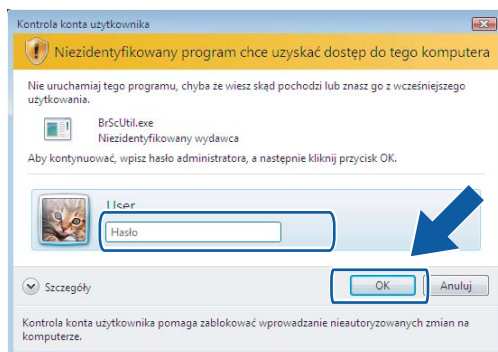 Kontrola konta użytkownika
Niezidentyfikowany program chce uzyskać dostęp do tego komputera
Nie uruchamiaj tego programu, chyba że wiesz skąd pochodzi lub znasz go z wcześniejszego
użytkowania.
BrScUtil.exe
Niezidentyfikowany wydawca
Aby kontynuować, wpisz hasło administratora, a następnie kliknij przycisk OK.
User
Hasło
Szczegóły
OK
Anuluj
Kontrola konta użytkownika pomaga zablokować wprowadzanie nieautoryzowanych zmian na
komputerze.